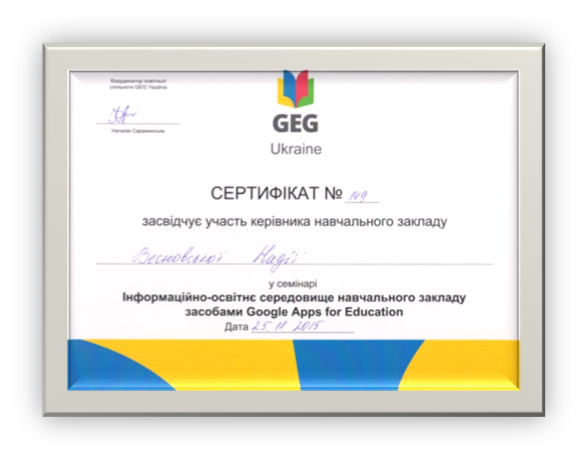 Координатор освітньої
спільноти GEG Україна
Наталія Саражинська
GEG
Ukraine
СЕРТИФІКАТ № 149
засвідчує участь керівника навчального закладу
Весновської Надії
у семінарі
Інформаційно-освітнє середовище навчального закладу
засобами Google Apps for Education
Дата 25.11 2015